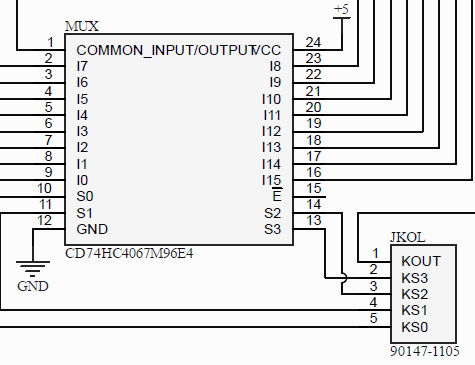 MUX
+5
1 COMMON_INPUT/OUTPUT VCC 24
2 I7 I8 23
3 I6 I9 22
4 I5 I10 21
5 I4 I11 20
6 I3 I12 19
7 I2 I13 18
8 I1 I14 17
9 I0 I15 16
10 S0 E 15
11 S1 S2 14
12 GND S3 13
CD74HC4067M96E4
GND
JKOL
1 KOUT
2 KS3
3 KS2
4 KS1
5 KS0
90147-1105